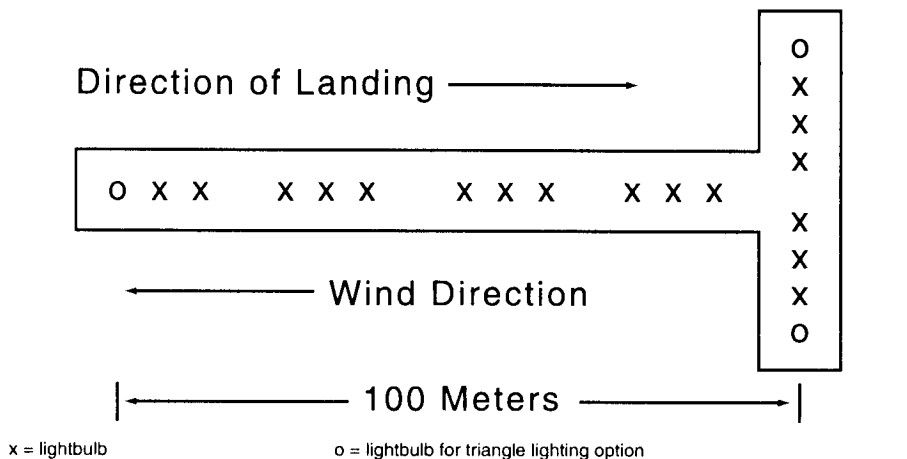 Direction of Landing
o x x x x x x x x x x x
o
x
x
x
x
x
x
o
Wind Direction
100 Meters
x = lightbulb
o = lightbulb for triangle lighting option